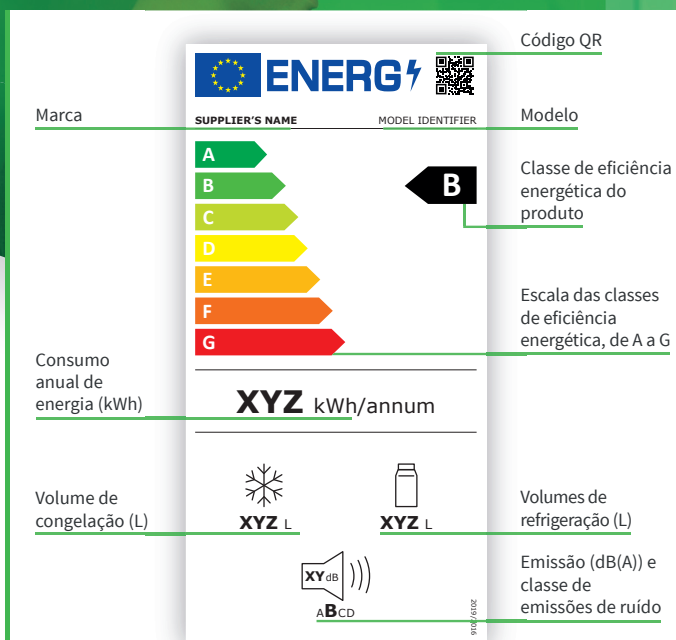 Código QR
ENERG
Marca
SUPPLIER'S NAME
MODEL IDENTIFIER
Modelo
A
B
C
D
E
F
G
B
Classe de eficiência
energética do
produto
Escala das classes
de eficiência
energética, de A a G
Consumo
anual de
energia (kWh)
XYZ kWh/annum
Volume de
congelação (L)
XYZ L
XYZ L
Volumes de
refrigeração (L)
XY dB
ABCD
Emissão (dB(A)) e
classe de
emissões de ruído
2019/2016